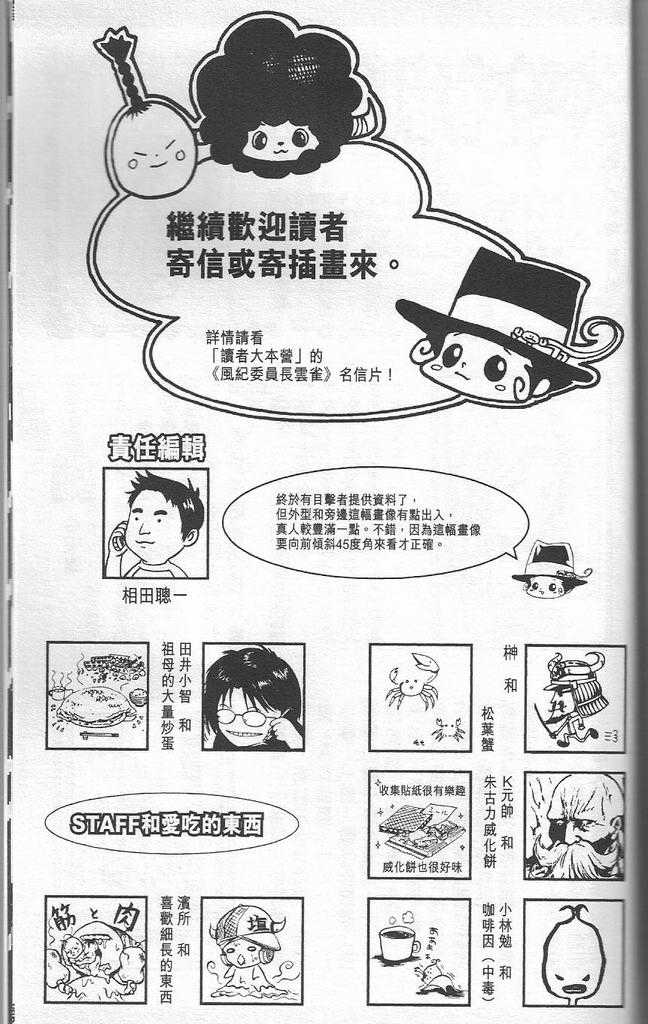 繼續歡迎讀者
寄信或寄插畫來。
詳情請看
「讀者大本營」的
《風紀委員長雲雀》名信片！
責任編輯
終於有目擊者提供資料了，
但外型和旁邊這幅畫像有點出入，
真人較豐滿一點。不錯，因為這幅畫像
要向前傾斜45度角來看才正確。
相田聰一
榊 和
松葉蟹
田井小智 和
祖母的大量炒蛋
K元帥 和
朱古力威化餅
收集貼紙很有樂趣
威化餅也很好味
STAFF和愛吃的東西
小林勉 和
咖啡因（中毒）
濱所 和
喜歡細長的東西
塩
筋と肉